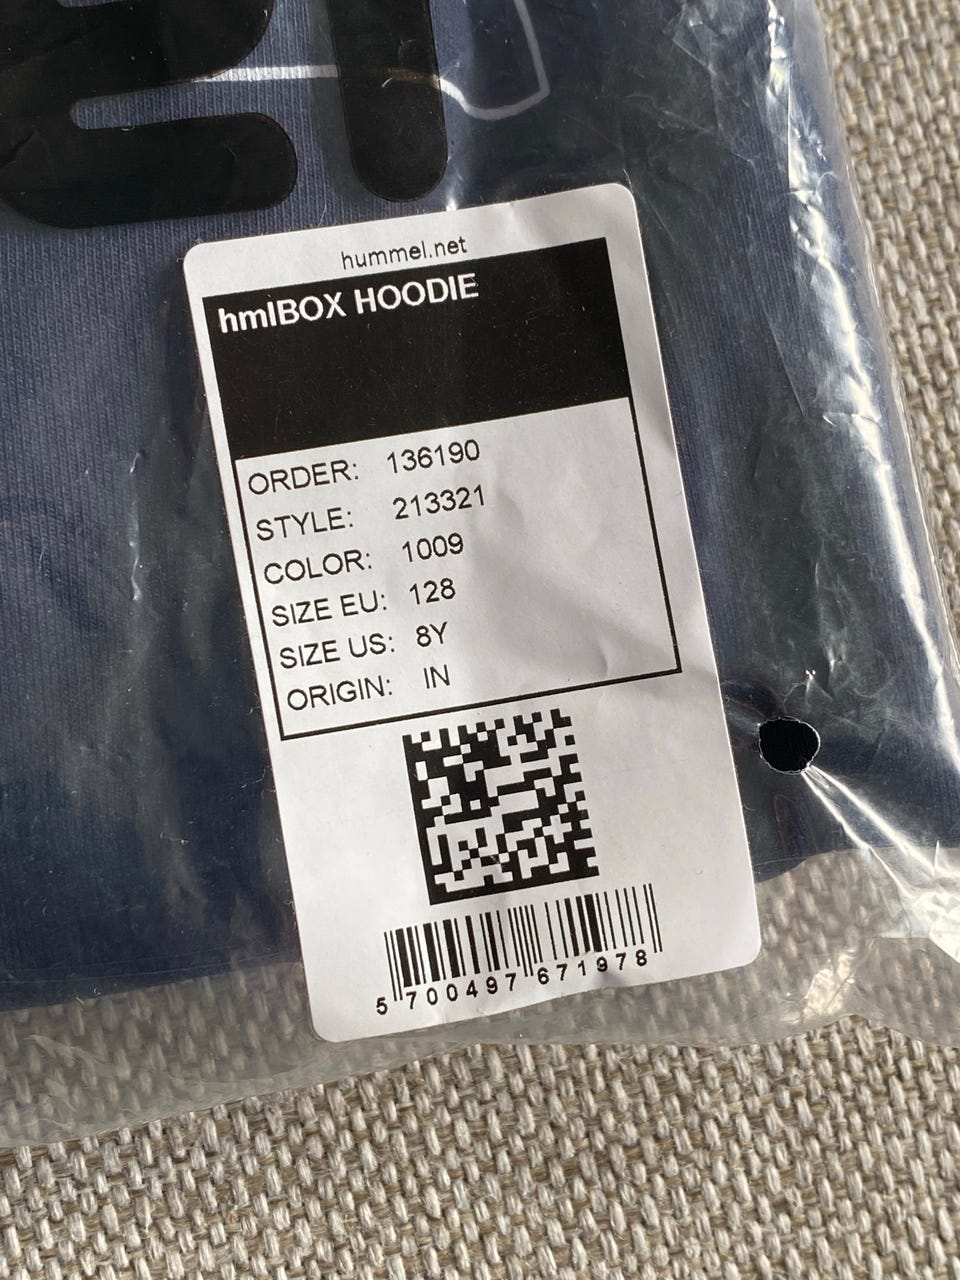 hummel.net
hmlBOX HOODIE
ORDER: 136190
STYLE: 213321
COLOR: 1009
SIZE EU: 128
SIZE US: 8Y
ORIGIN: IN
5 700497 671978